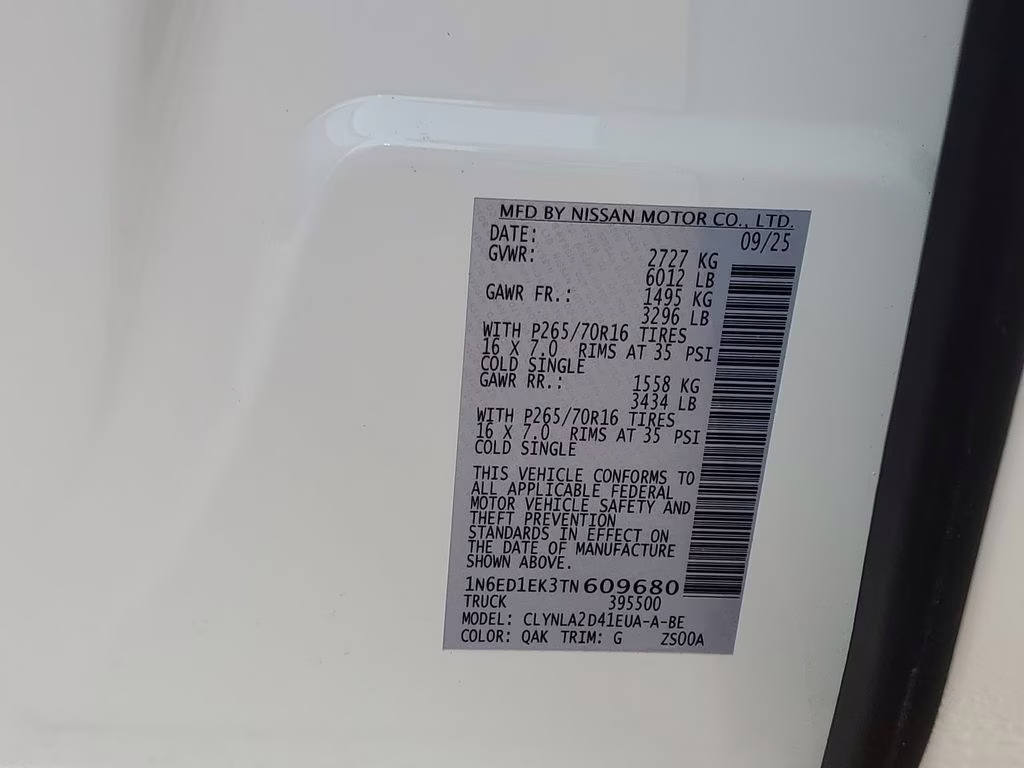 MFD BY NISSAN MOTOR CO., LTD.
DATE: 09/25
GVWR: 2727 KG
6012 LB
GAWR FR.: 1495 KG
3296 LB
WITH P265/70R16 TIRES
16 X 7.0 RIMS AT 35 PSI
COLD SINGLE
GAWR RR.: 1558 KG
3434 LB
WITH P265/70R16 TIRES
16 X 7.0 RIMS AT 35 PSI
COLD SINGLE
THIS VEHICLE CONFORMS TO
ALL APPLICABLE FEDERAL
MOTOR VEHICLE SAFETY AND
THEFT PREVENTION
STANDARDS IN EFFECT ON
THE DATE OF MANUFACTURE
SHOWN ABOVE.
1N6ED1EK3TN609680
TRUCK 395500
MODEL: CLYNLA2D41EUA-A-BE
COLOR: QAK TRIM: G ZS00A